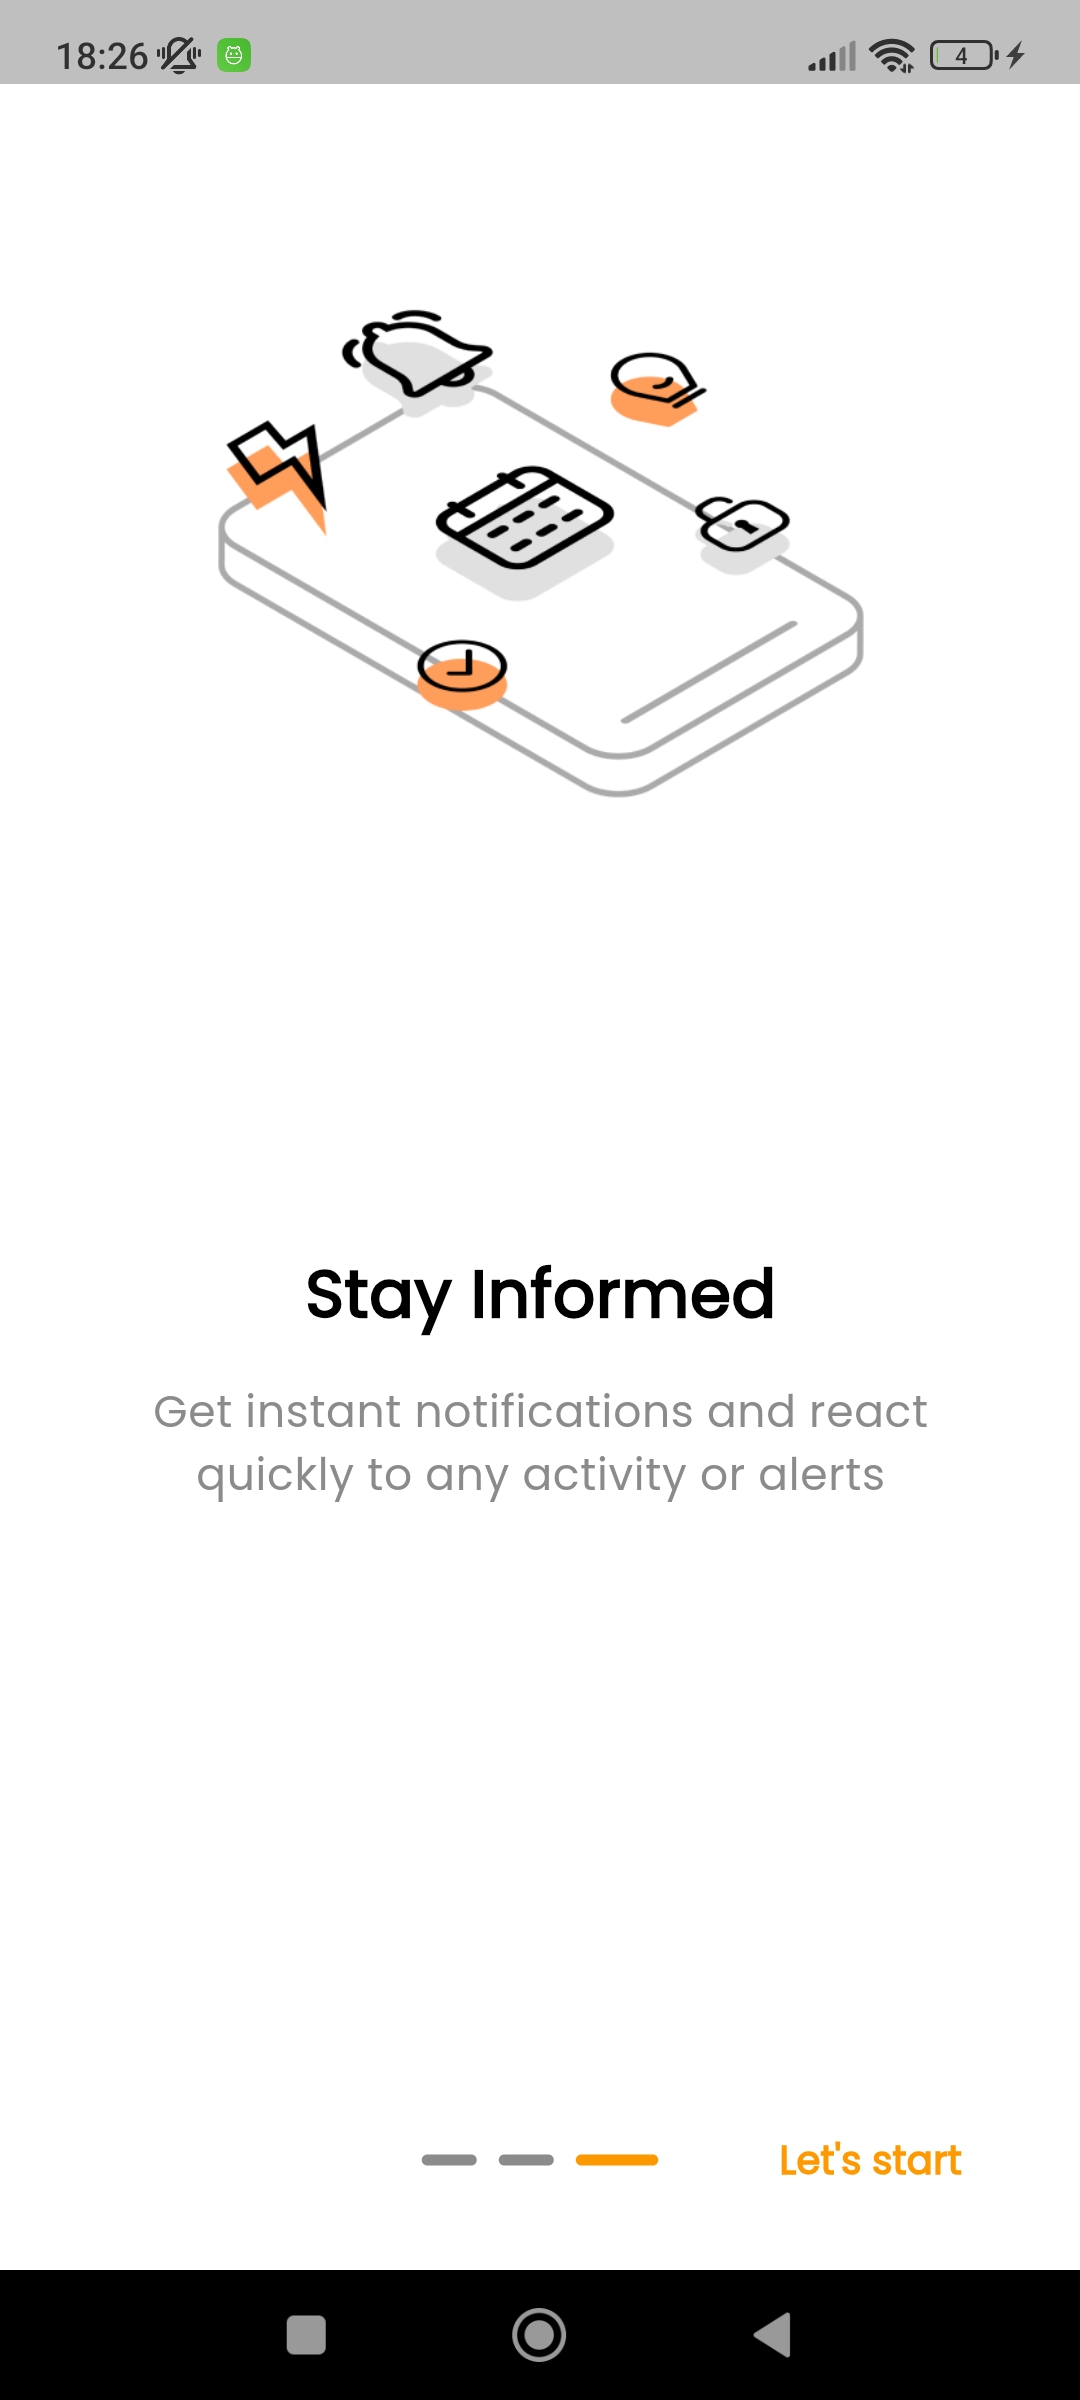 18:26
4
Stay Informed
Get instant notifications and react
quickly to any activity or alerts
Let's start